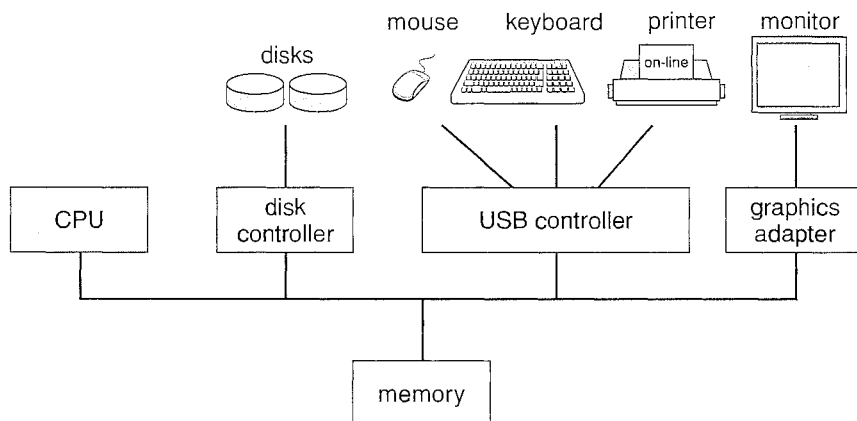 mouse
keyboard
printer
monitor
disks
on-line
CPU
disk
controller
USB controller
graphics
adapter
memory